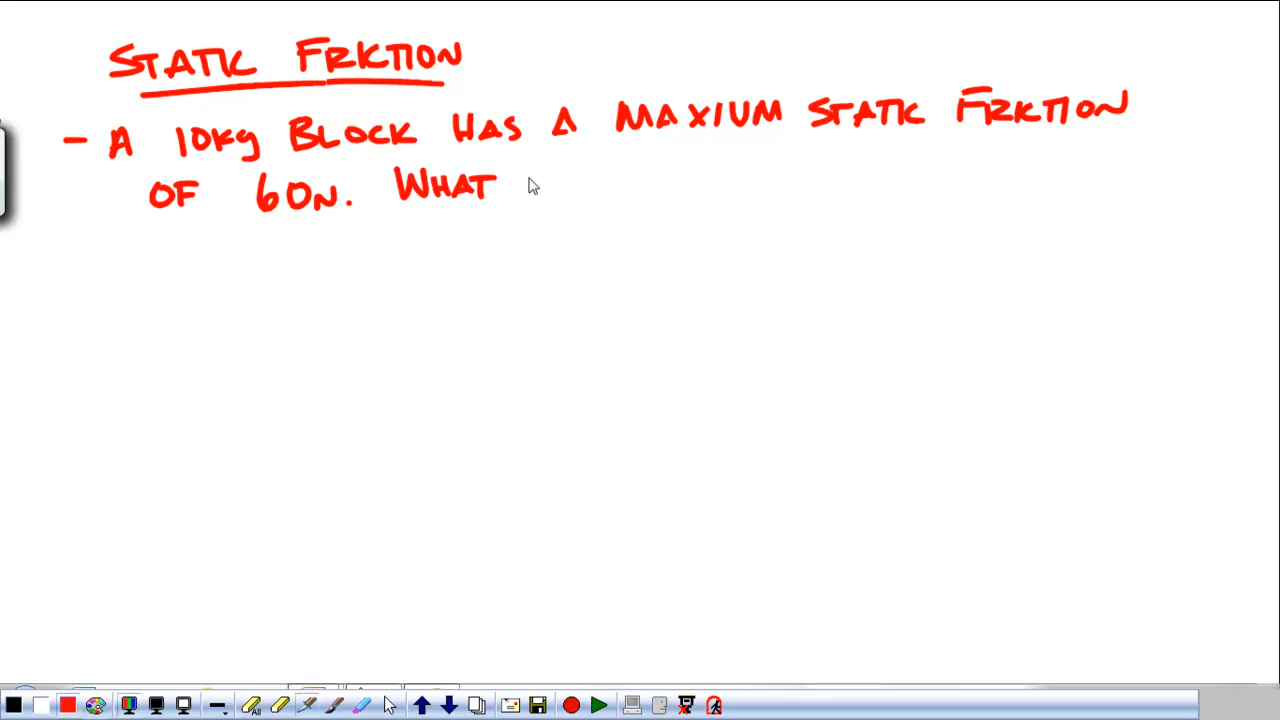 STATIC FRICTION
- A 10kg BLOCK HAS A MAXIUM STATIC FRICTION
OF 60N. WHAT